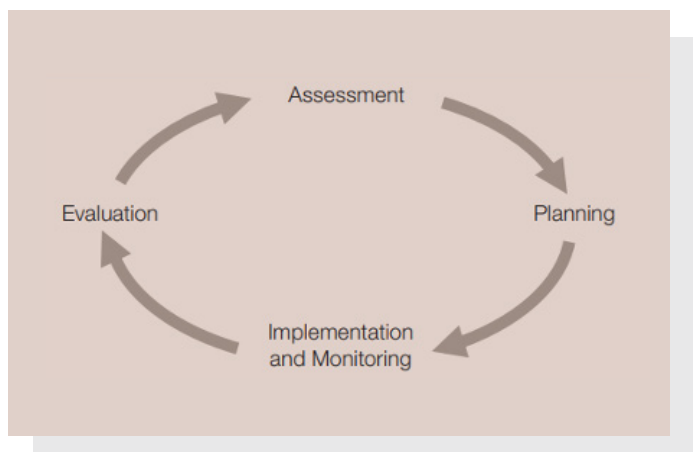 Assessment
Evaluation
Planning
Implementation
and Monitoring